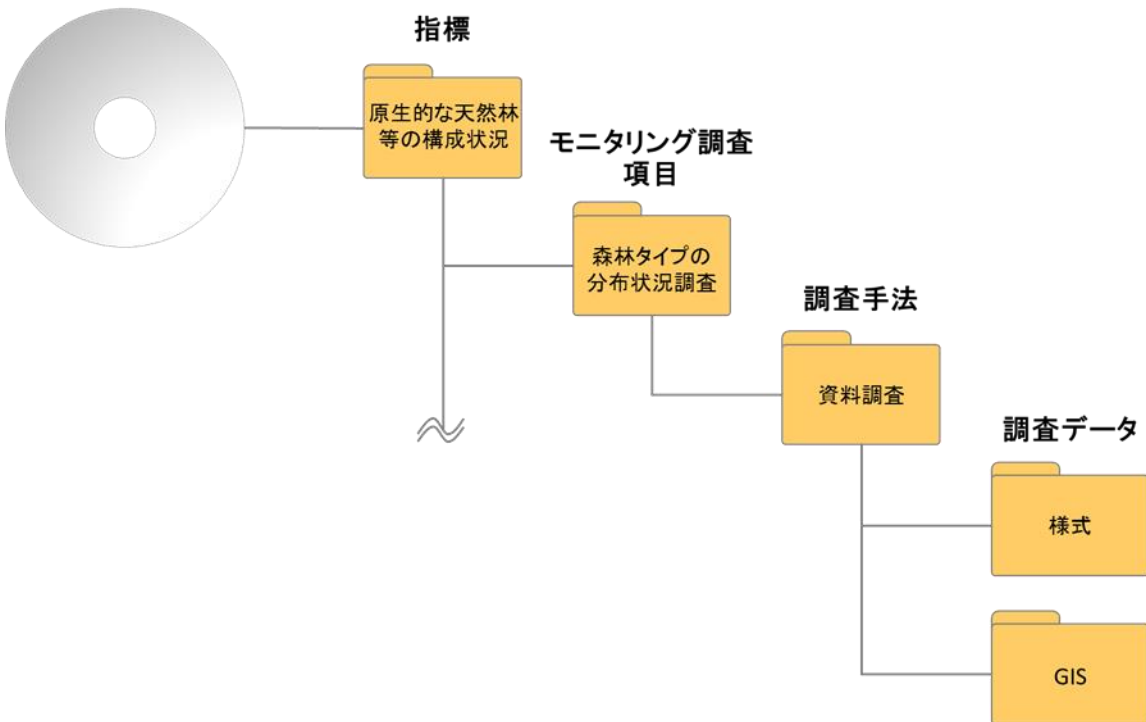 指標
原生的な天然林
等の構成状況
モニタリング調査
項目
森林タイプの
分布状況調査
調査手法
資料調査
調査データ
様式
GIS